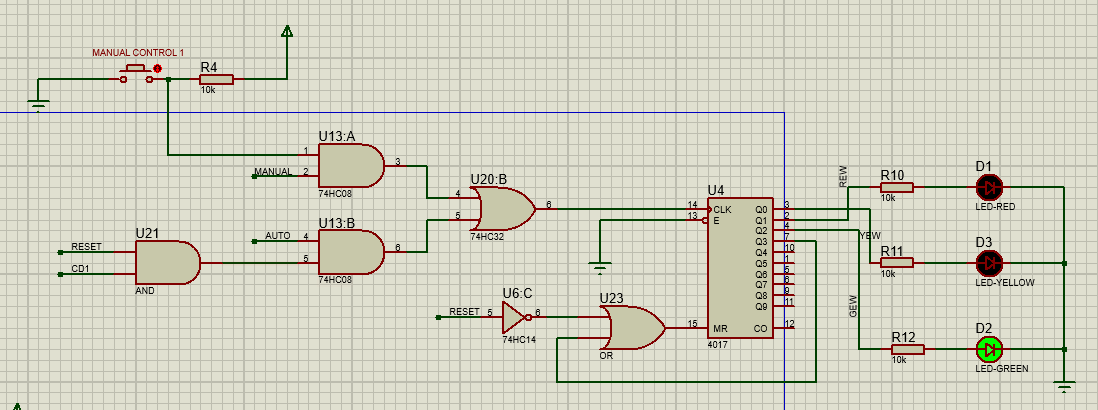 MANUAL CONTROL 1
R4
10k
U13:A
1
2
3
MANUAL
74HC08
U20:B
4
5
6
74HC32
U13:B
AUTO
4
5
6
74HC08
U21
RESET
CD1
AND
RESET
U6:C
5
6
74HC14
U23
OR
U4
14
CLK
13
E
15
MR
4017
Q0
3
Q1
2
Q2
4
Q3
7
Q4
10
Q5
1
Q6
5
Q7
6
Q8
9
Q9
11
CO
12
REW
YEW
GEW
R10
10k
D1
LED-RED
R11
10k
D3
LED-YELLOW
R12
10k
D2
LED-GREEN